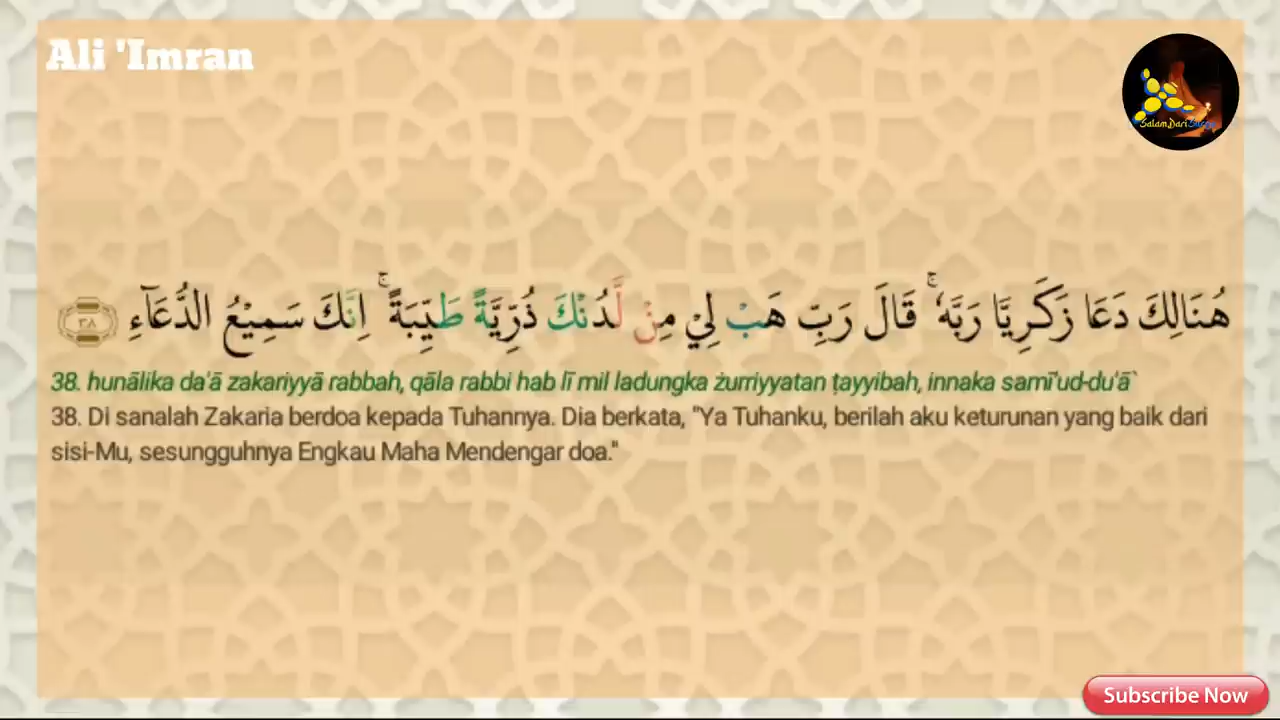 Ali 'Imran
SalamDariSurga
هُنَالِكَ دَعَا زَكَرِيَّا رَبَّهٗ ۚ قَالَ رَبِّ هَبْ لِيْ مِنْ لَّدُنْكَ ذُرِّيَّةً طَيِّبَةً ۚ اِنَّكَ سَمِيْعُ الدُّعَآءِ ٣٨
38. hunālika da'ā zakariyyā rabbah, qāla rabbi hab lī mil ladungka żurriyyatan ṭayyibah, innaka samī'ud-du'ā`
38. Di sanalah Zakaria berdoa kepada Tuhannya. Dia berkata, "Ya Tuhanku, berilah aku keturunan yang baik dari
sisi-Mu, sesungguhnya Engkau Maha Mendengar doa."
Subscribe Now